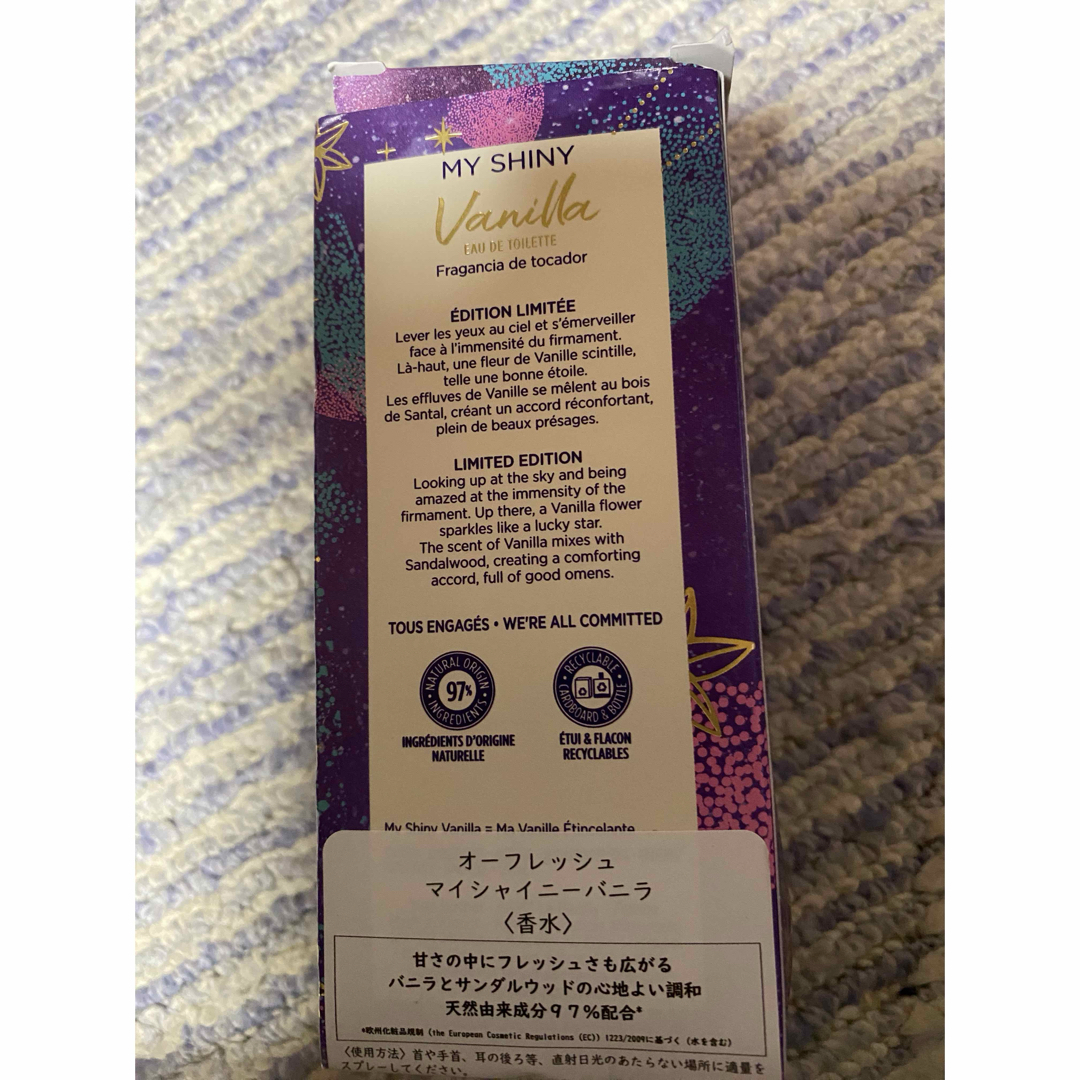 MY SHINY
Vanilla
EAU DE TOILETTE
Fragancia de tocador
ÉDITION LIMITÉE
Lever les yeux au ciel et s'émerveiller
face à l'immensité du firmament.
Là-haut, une fleur de Vanille scintille,
telle une bonne étoile.
Les effluves de Vanille se mêlent au bois
de Santal, créant un accord réconfortant,
plein de beaux présages.
LIMITED EDITION
Looking up at the sky and being
amazed at the immensity of the
firmament. Up there, a Vanilla flower
sparkles like a lucky star.
The scent of Vanilla mixes with
Sandalwood, creating a comforting
accord, full of good omens.
TOUS ENGAGÉS • WE'RE ALL COMMITTED
NATURAL ORIGIN
97%
INGREDIENTS
INGRÉDIENTS D'ORIGINE
NATURELLE
RECYCLABLE
CARDBOARD & BOTTLE
ÉTUI & FLACON
RECYCLABLES
My Shiny Vanilla = Ma Vanille Étincelante
オーフレッシュ
マイシャイニーバニラ
〈香水〉
甘さの中にフレッシュさも広がる
バニラとサンダルウッドの心地よい調和
天然由来成分97%配合*
*欧州化粧品規制（the European Cosmetic Regulations (EC)）1223/2009に基づく（水を含む）
〈使用方法〉首や手首、耳の後ろ等、直射日光のあたらない場所に適量を
スプレーしてください。